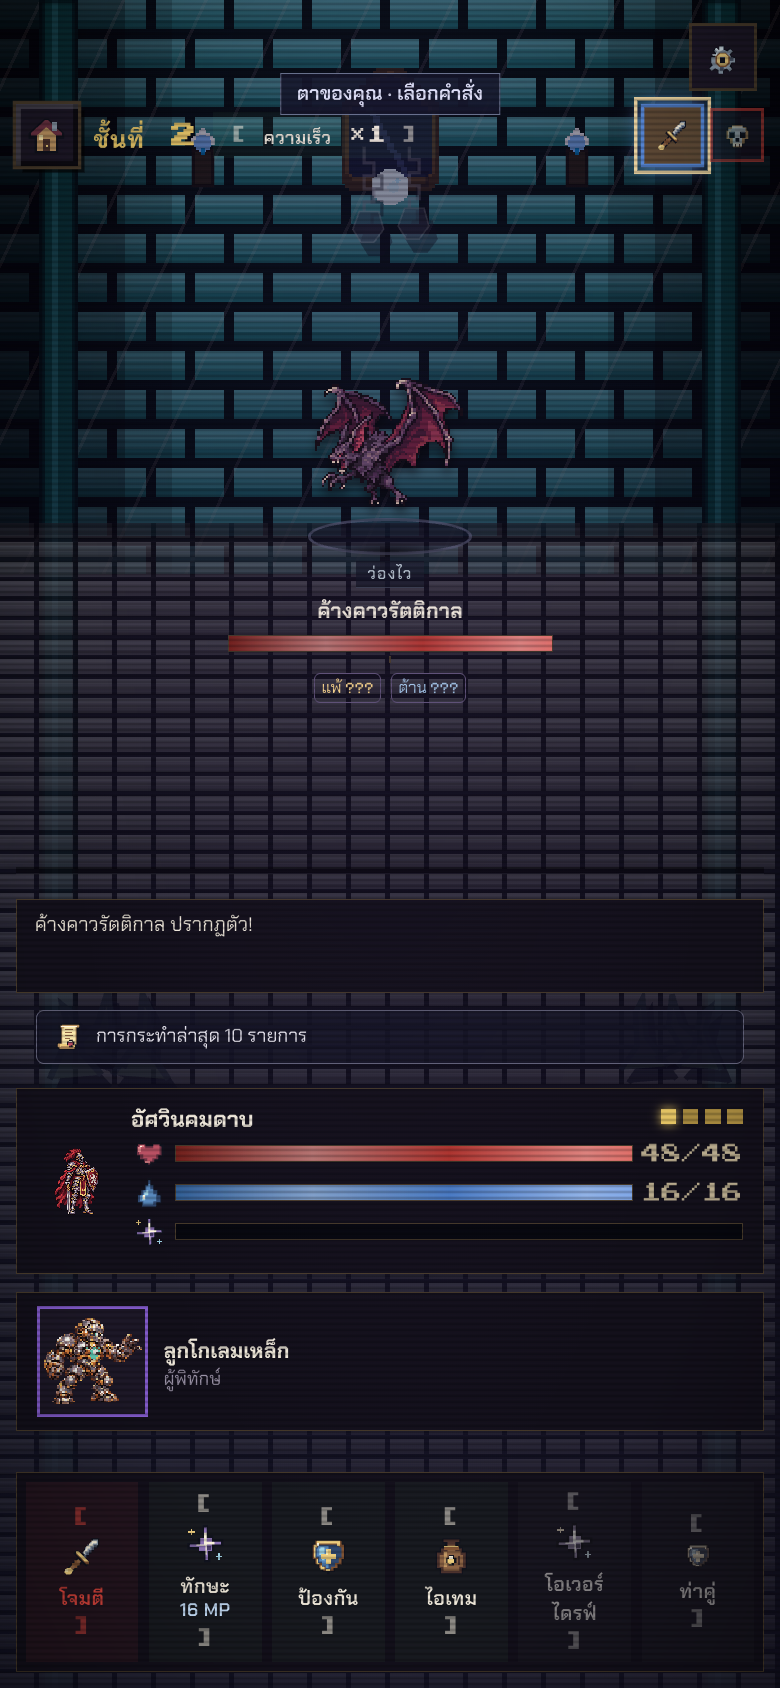 ตาของคุณ · เลือกคำสั่ง
ชั้นที่ 2 [ ความเร็ว ×1 ]
ว่องไว
ค้างคาวรัตติกาล
แพ้ ??? ต้าน ???
ค้างคาวรัตติกาล ปรากฏตัว!
การกระทำล่าสุด 10 รายการ
อัศวินคมดาบ
48/48
16/16
ลูกโกเลมเหล็ก
ผู้พิทักษ์
[ โจมตี ]
[ ทักษะ
16 MP ]
[ ป้องกัน ]
[ ไอเทม ]
[ โอเวอร์
ไดรฟ์ ]
[ ท่าคู่ ]